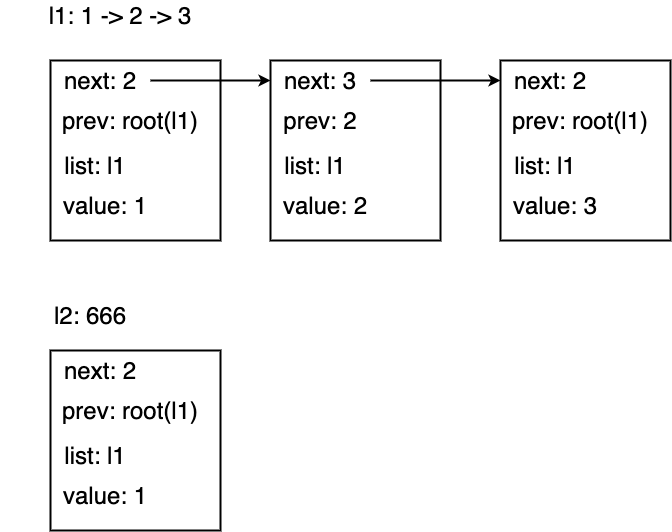 l1: 1 -> 2 -> 3
next: 2
prev: root(l1)
list: l1
value: 1
next: 3
prev: 2
list: l1
value: 2
next: 2
prev: root(l1)
list: l1
value: 3
l2: 666
next: 2
prev: root(l1)
list: l1
value: 1